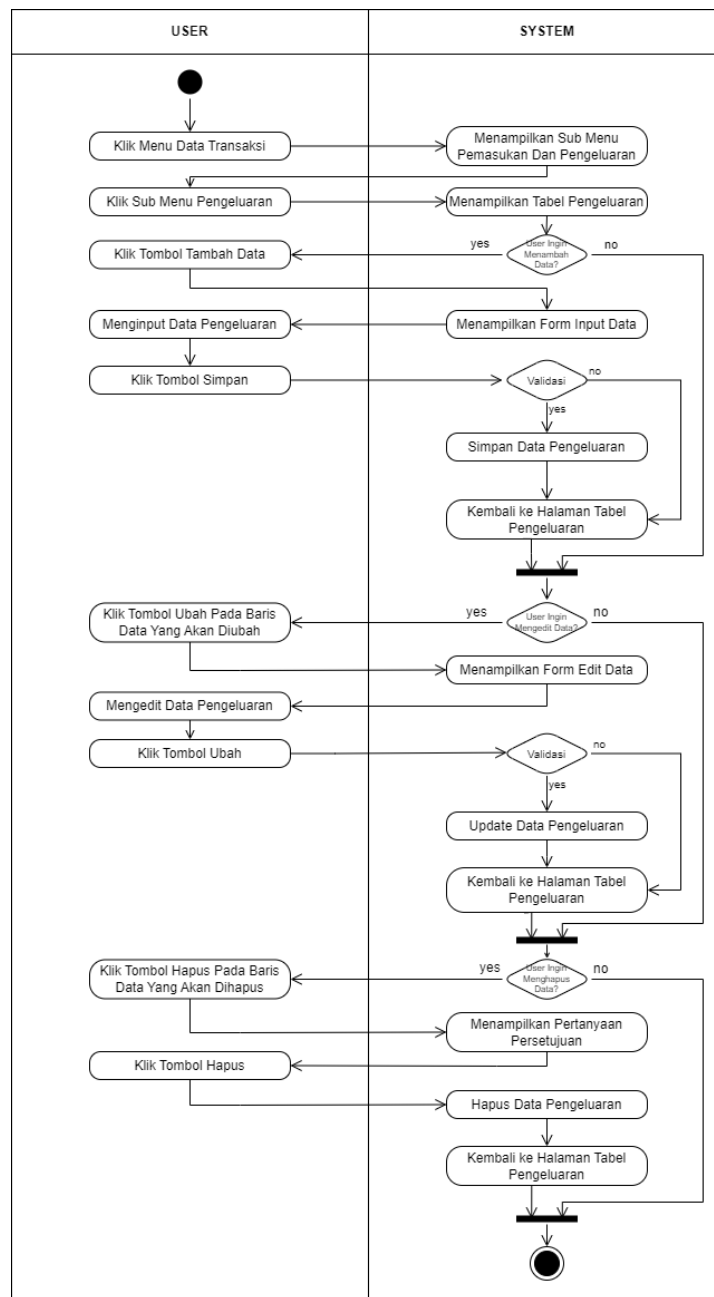 USER
SYSTEM
Klik Menu Data Transaksi
Menampilkan Sub Menu
Pemasukan Dan Pengeluaran
Klik Sub Menu Pengeluaran
Menampilkan Tabel Pengeluaran
Klik Tombol Tambah Data
yes
User Ingin
Menambah
Data?
no
Menginput Data Pengeluaran
Menampilkan Form Input Data
Klik Tombol Simpan
Validasi
no
yes
Simpan Data Pengeluaran
Kembali ke Halaman Tabel
Pengeluaran
Klik Tombol Ubah Pada Baris
Data Yang Akan Diubah
yes
User Ingin
Mengedit Data?
no
Menampilkan Form Edit Data
Mengedit Data Pengeluaran
Klik Tombol Ubah
Validasi
no
yes
Update Data Pengeluaran
Kembali ke Halaman Tabel
Pengeluaran
Klik Tombol Hapus Pada Baris
Data Yang Akan Dihapus
yes
User Ingin
Menghapus
Data?
no
Menampilkan Pertanyaan
Persetujuan
Klik Tombol Hapus
Hapus Data Pengeluaran
Kembali ke Halaman Tabel
Pengeluaran